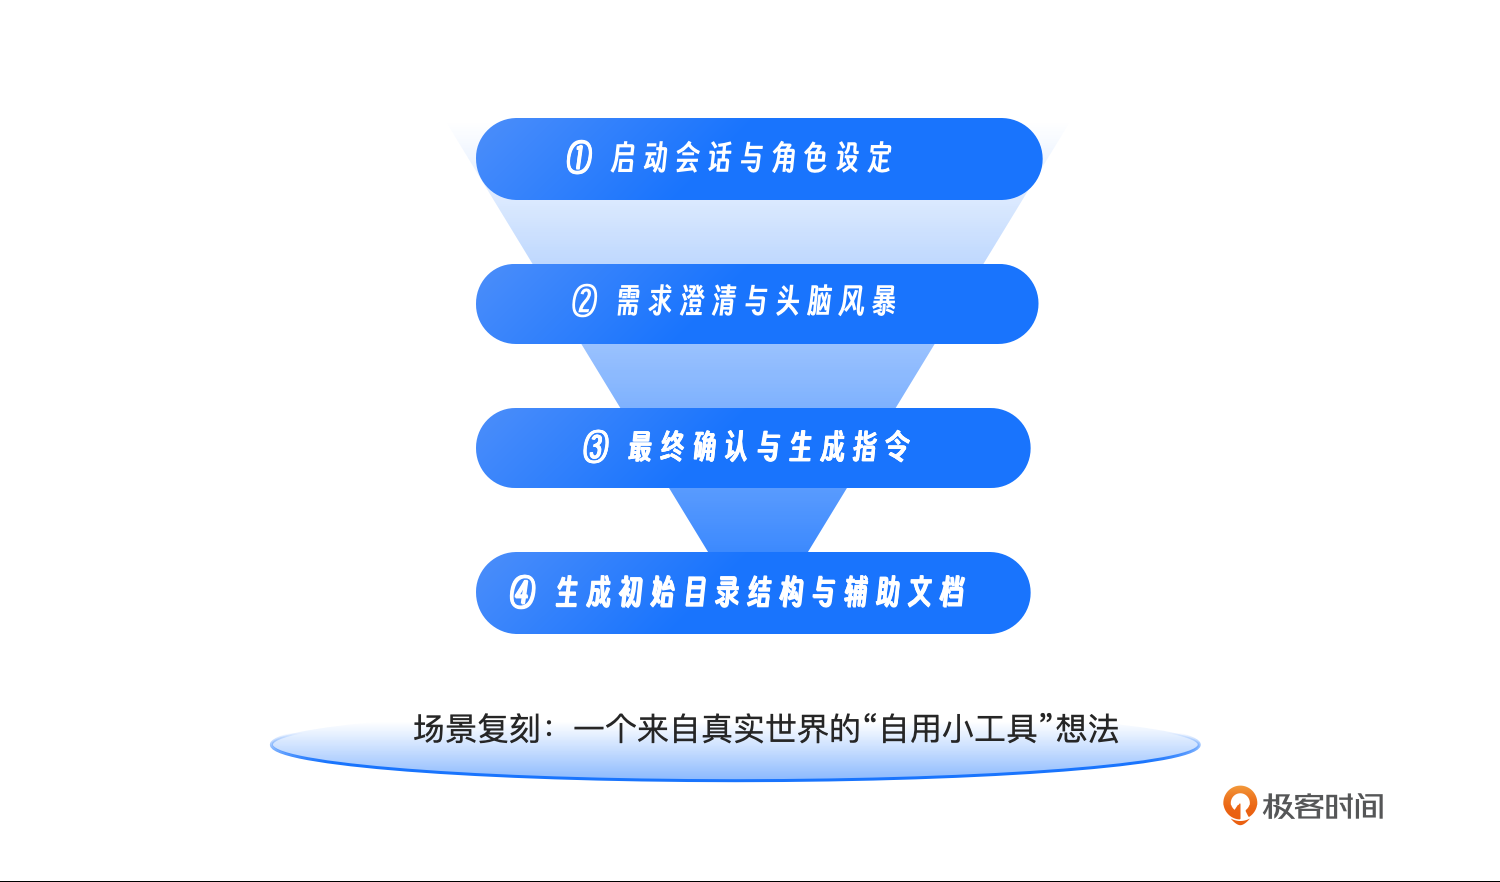 ① 启动会话与角色设定
② 需求澄清与头脑风暴
③ 最终确认与生成指令
④ 生成初始目录结构与辅助文档
场景复刻：一个来自真实世界的“自用小工具”想法
极客时间